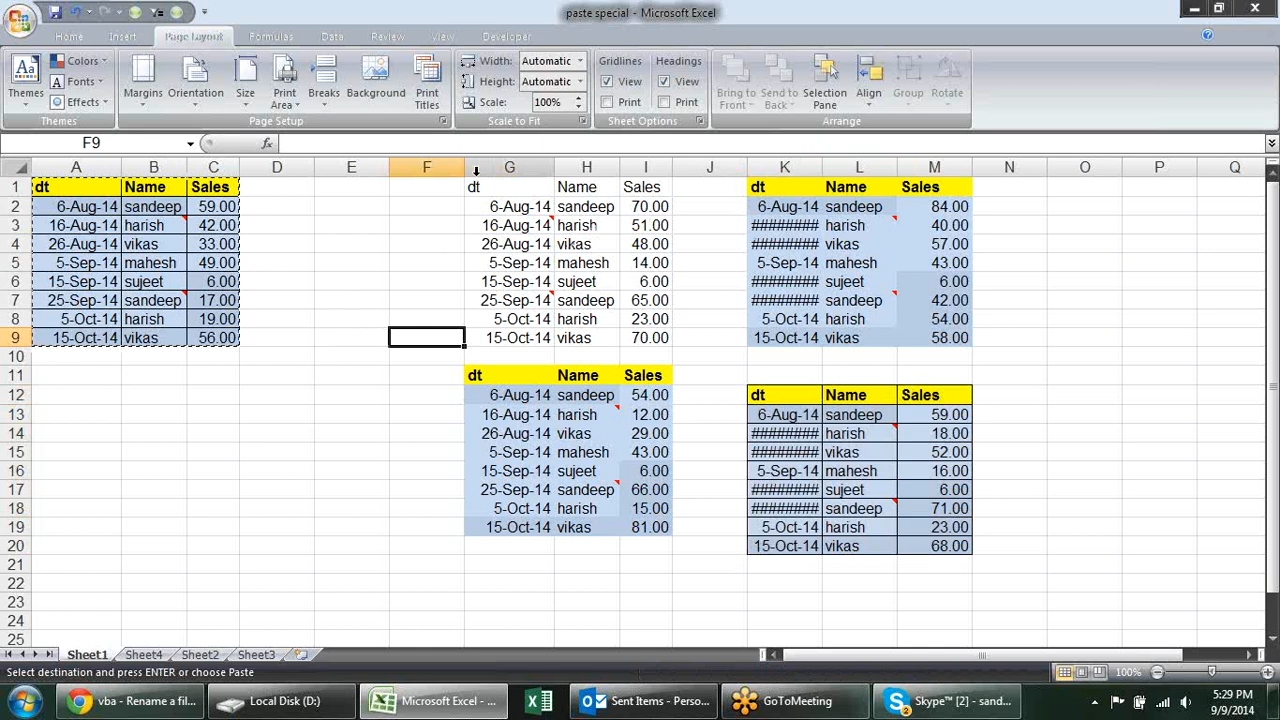 paste special - Microsoft Excel
Home Insert Page Layout Formulas Data Review View Developer
Themes Colors Fonts Effects Margins Orientation Size Print Area Breaks Background Print Titles Width: Automatic Height: Automatic Scale: 100% Gridlines View Print Headings View Print Bring to Front Send to Back Selection Pane Align Group Rotate
Themes Page Setup Scale to Fit Sheet Options Arrange
F9 fx
A B C D E F G H I J K L M N O P Q
1 dt Name Sales dt Name Sales dt Name Sales
2 6-Aug-14 sandeep 59.00 6-Aug-14 sandeep 70.00 6-Aug-14 sandeep 84.00
3 16-Aug-14 harish 42.00 16-Aug-14 harish 51.00 ######### harish 40.00
4 26-Aug-14 vikas 33.00 26-Aug-14 vikas 48.00 ######### vikas 57.00
5 5-Sep-14 mahesh 49.00 5-Sep-14 mahesh 14.00 5-Sep-14 mahesh 43.00
6 15-Sep-14 sujeet 6.00 15-Sep-14 sujeet 6.00 ######### sujeet 6.00
7 25-Sep-14 sandeep 17.00 25-Sep-14 sandeep 65.00 ######### sandeep 42.00
8 5-Oct-14 harish 19.00 5-Oct-14 harish 23.00 5-Oct-14 harish 54.00
9 15-Oct-14 vikas 56.00 15-Oct-14 vikas 70.00 15-Oct-14 vikas 58.00
10
11 dt Name Sales
12 6-Aug-14 sandeep 54.00 dt Name Sales
13 16-Aug-14 harish 12.00 6-Aug-14 sandeep 59.00
14 26-Aug-14 vikas 29.00 ######### harish 18.00
15 5-Sep-14 mahesh 43.00 ######### vikas 52.00
16 15-Sep-14 sujeet 6.00 5-Sep-14 mahesh 16.00
17 25-Sep-14 sandeep 66.00 ######### sujeet 6.00
18 5-Oct-14 harish 15.00 ######### sandeep 71.00
19 15-Oct-14 vikas 81.00 5-Oct-14 harish 23.00
20 15-Oct-14 vikas 68.00
21
22
23
24
25
Sheet1 Sheet4 Sheet2 Sheet3
Select destination and press ENTER or choose Paste 100%
vba - Rename a fil... Local Disk (D:) Microsoft Excel - ... Sent Items - Perso... GoToMeeting Skype™ [2] - sand... 5:29 PM
9/9/2014